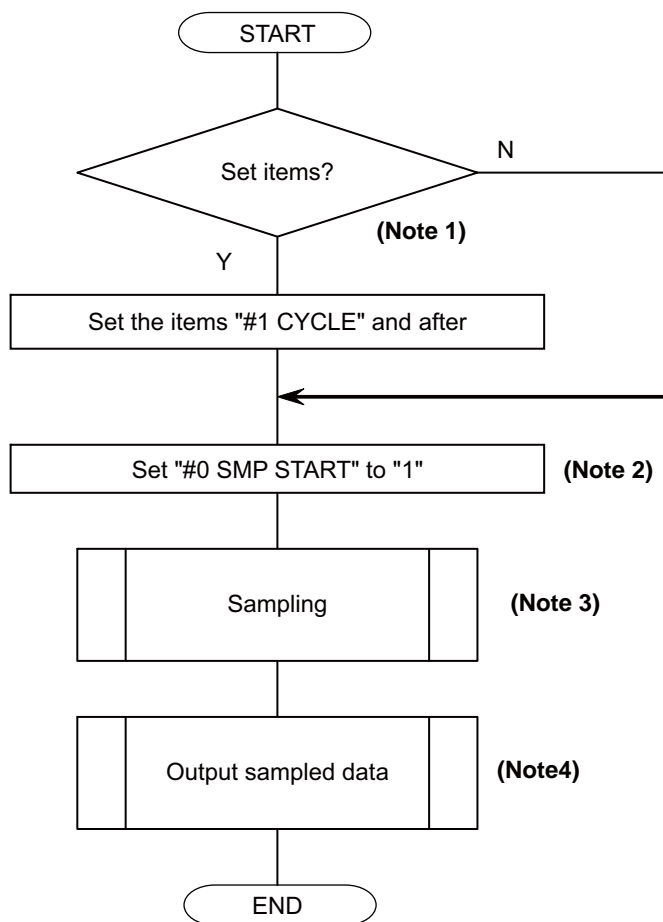 START
Set items?
N
(Note 1)
Y
Set the items "#1 CYCLE" and after
Set "#0 SMP START" to "1"
(Note 2)
Sampling
(Note 3)
Output sampled data
(Note4)
END